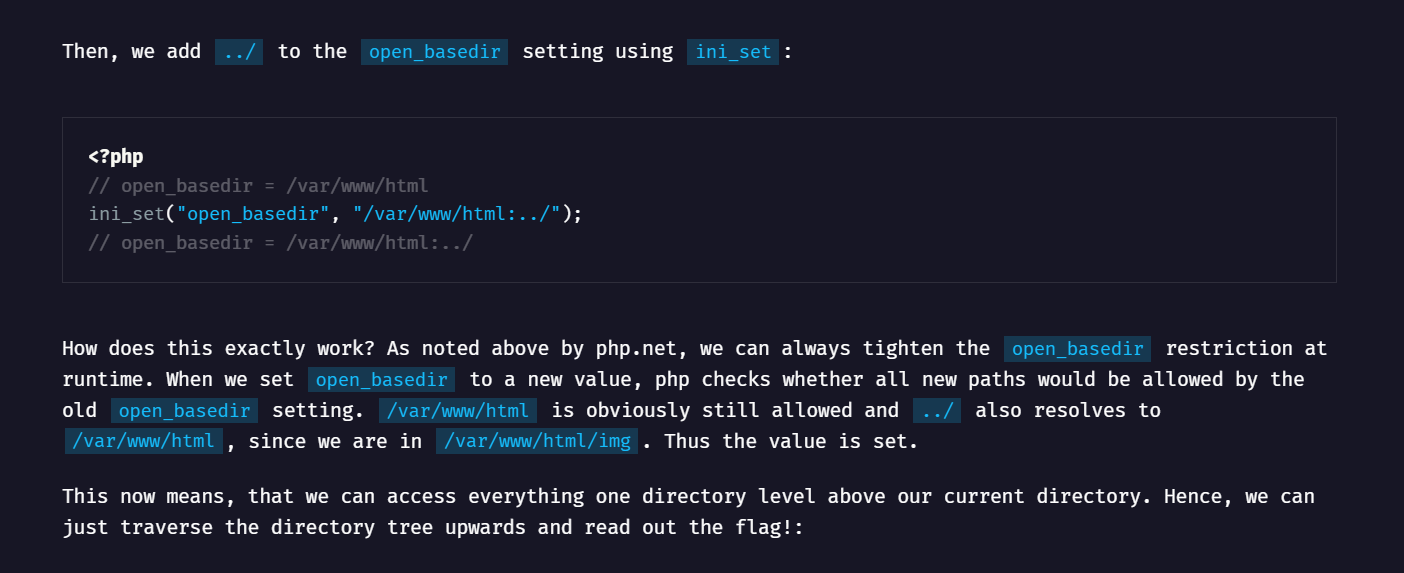 Then, we add ../ to the open_basedir setting using ini_set:
<?php
// open_basedir = /var/www/html
ini_set("open_basedir", "/var/www/html:../");
// open_basedir = /var/www/html:../
How does this exactly work? As noted above by php.net, we can always tighten the open_basedir restriction at
runtime. When we set open_basedir to a new value, php checks whether all new paths would be allowed by the
old open_basedir setting. /var/www/html is obviously still allowed and ../ also resolves to
/var/www/html, since we are in /var/www/html/img. Thus the value is set.
This now means, that we can access everything one directory level above our current directory. Hence, we can
just traverse the directory tree upwards and read out the flag!: